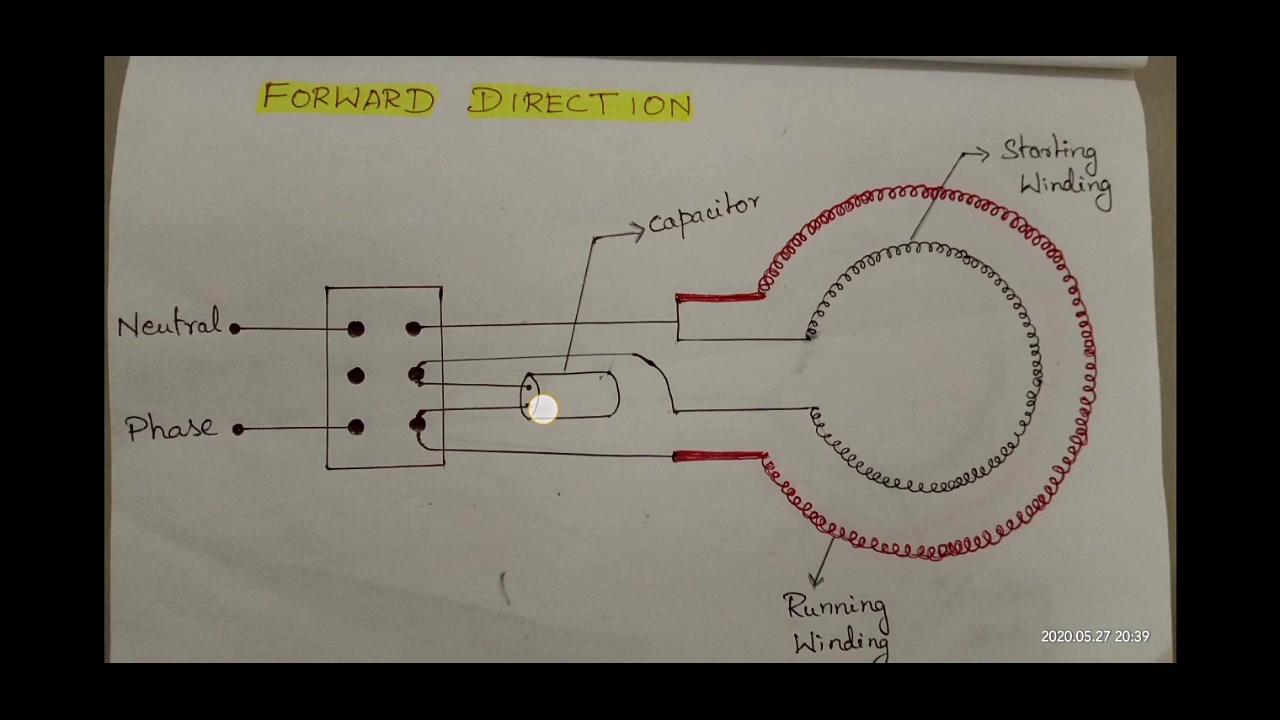 FORWARD DIRECTION
Starting
Winding
Capacitor
Neutral
Phase
Running
Winding
2020.05.27 20:39